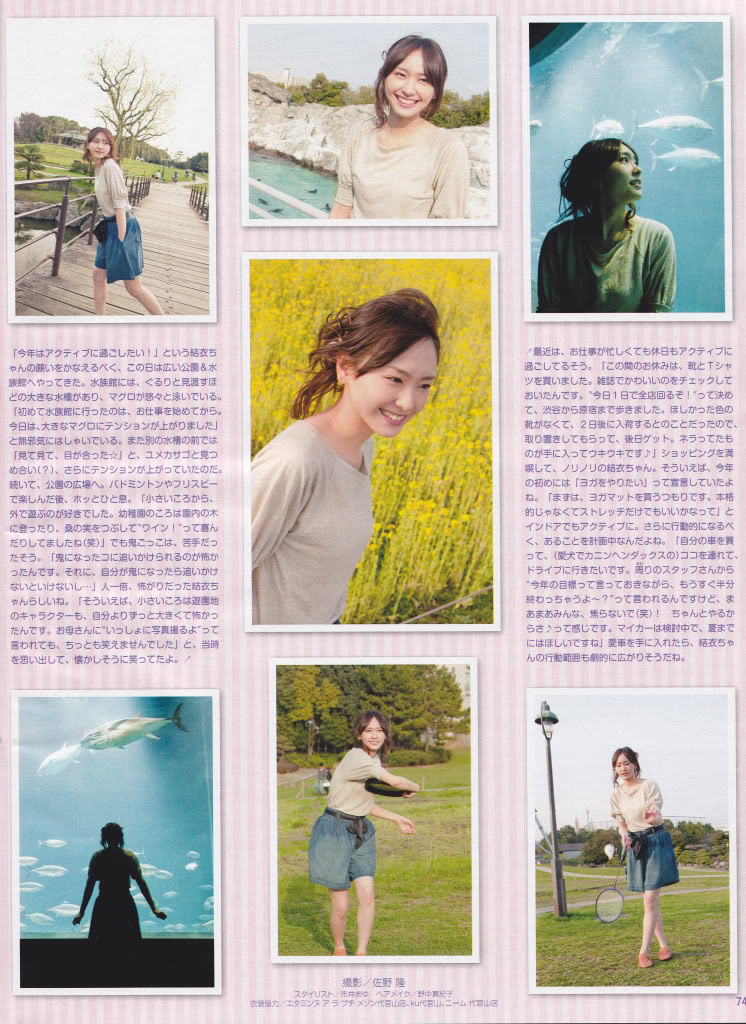 「今年はアクティブに過ごしたい！」という結衣ち
ゃんの願いをかなえるべく、この日は広い公園＆水
族館へやってきた。水族館には、ぐるりと見渡すほ
どの大きな水槽があり、マグロが悠々と泳いでいる。
「初めて水族館に行ったのは、お仕事を始めてから。
今日は、大きなマグロにテンションが上がりました」
と無邪気にはしゃいでいる。また別の水槽の前では
「見て見て、目が合った☆」と、ユメカサゴと見つ
め合い(？)、さらにテンションが上がっていたのだ。
続いて、公園の広場へ。バドミントンやフリスビー
で楽しんだ後、ホッとひと息。「小さいころから、
外で遊ぶのが好きでした。幼稚園のころは園内の木
に登ったり、桑の実をつぶして“ワイン！”って喜ん
だりしてましたね(笑)」でも鬼ごっこは、苦手だっ
たそう。「鬼になったコに追いかけられるのが怖か
ったんです。それに、自分が鬼になったら追いかけ
ないといけないし…」人一倍、怖がりだった結衣ち
ゃんらしいね。「そういえば、小さいころは遊園地
のキャラクターも、自分よりずっと大きくて怖かっ
たんです。お母さんに“いっしょに写真撮るよ”って
言われても、ちっとも笑えませんでした」と、当時
を思い出して、懐かしそうに笑ってたよ。↗
↗最近は、お仕事が忙しくても休日もアクティブに
過ごしてるそう。「この間のお休みは、靴とＴシャ
ツを買いました。雑誌でかわいいのをチェックして
おいたんです。“今日１日で全店回るぞ！”って決め
て、渋谷から原宿まで歩きました。ほしかった色の
靴がなくて、２日後に入荷するとのことだったので、
取り置きしてもらって、後日ゲット。ネラってたも
のが手に入ってウキウキです♪」ショッピングを満
喫して、ノリノリの結衣ちゃん。そういえば、今年
の初めには「ヨガをやりたい」って宣言していたよ
ね。「まずは、ヨガマットを買うつもりです。本格
的じゃなくてストレッチだけでもいいかなって」と
インドアでもアクティブに。さらに行動的になるべ
く、あることを計画中なんだよね。「自分の車を買
って、(愛犬でカニンヘンダックスの)ココを連れて、
ドライブに行きたいです。周りのスタッフさんから
“今年の目標って言っておきながら、もうすぐ半分
終わっちゃうよ〜？”って言われるんですけど、ま
あまあみんな、焦らないで(笑)！ ちゃんとやるか
らさ♪って感じです。マイカーは検討中で、夏まで
にはほしいですね」愛車を手に入れたら、結衣ちゃ
んの行動範囲も劇的に広がりそうだね。
撮影／佐野 隆
スタイリスト／市井まゆ ヘアメイク／野中真紀子
衣装協力／エタミンヌ ア ラ プチ メゾン代官山店、ku代官山、ニーム 代官山店
74